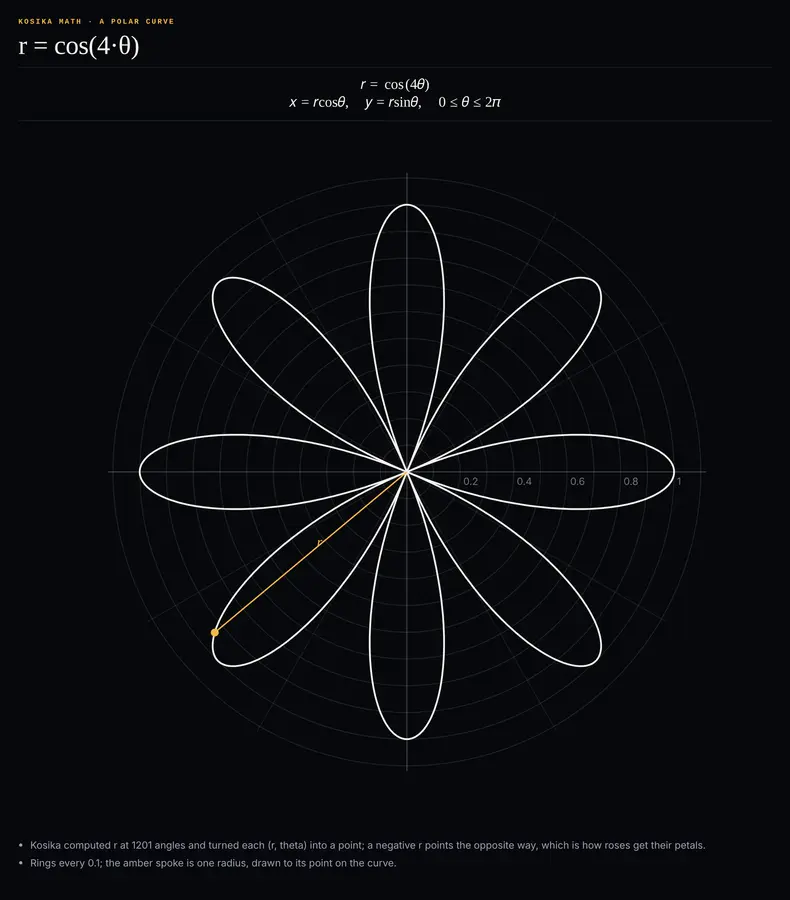 KOSIKA MATH · A POLAR CURVE
r = cos(4·θ)
r = cos(4θ)
x = rcosθ, y = rsinθ, 0 ≤ θ ≤ 2π
0.2 0.4 0.6 0.8 1
r
• Kosika computed r at 1201 angles and turned each (r, theta) into a point; a negative r points the opposite way, which is how roses get their petals.
• Rings every 0.1; the amber spoke is one radius, drawn to its point on the curve.